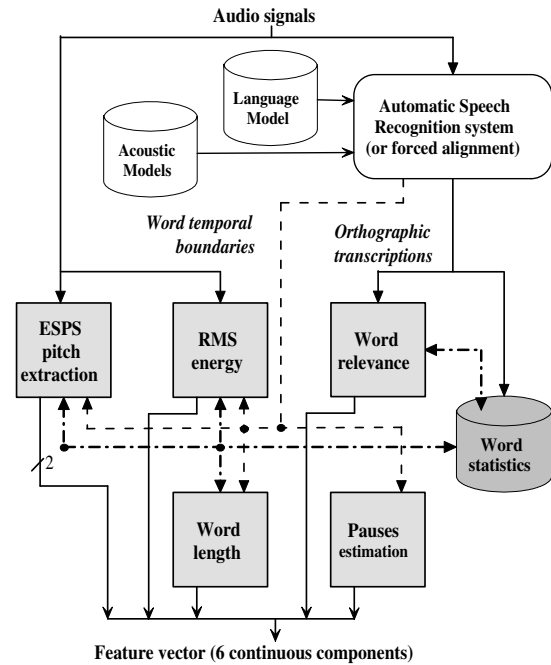 Audio signals
Language
Model
Automatic Speech
Recognition system
(or forced alignment)
Acoustic
Models
Word temporal
boundaries
Orthographic
transcriptions
ESPS
pitch
extraction
RMS
energy
Word
relevance
Word
statistics
2
Word
length
Pauses
estimation
Feature vector (6 continuous components)